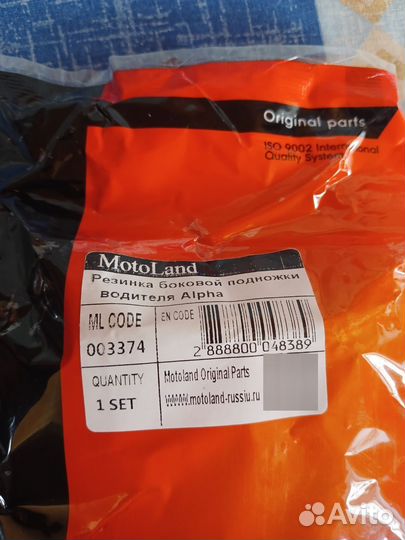 Original parts
ISO 9002 International
Quality System
MotoLand
Резинка боковой подножки
Водителя Alpha
ML CODE
003374
EN CODE
2 888800 048389
QUANTITY
1 SET
Motoland Original Parts
www.motoland-russiu.ru
Avito